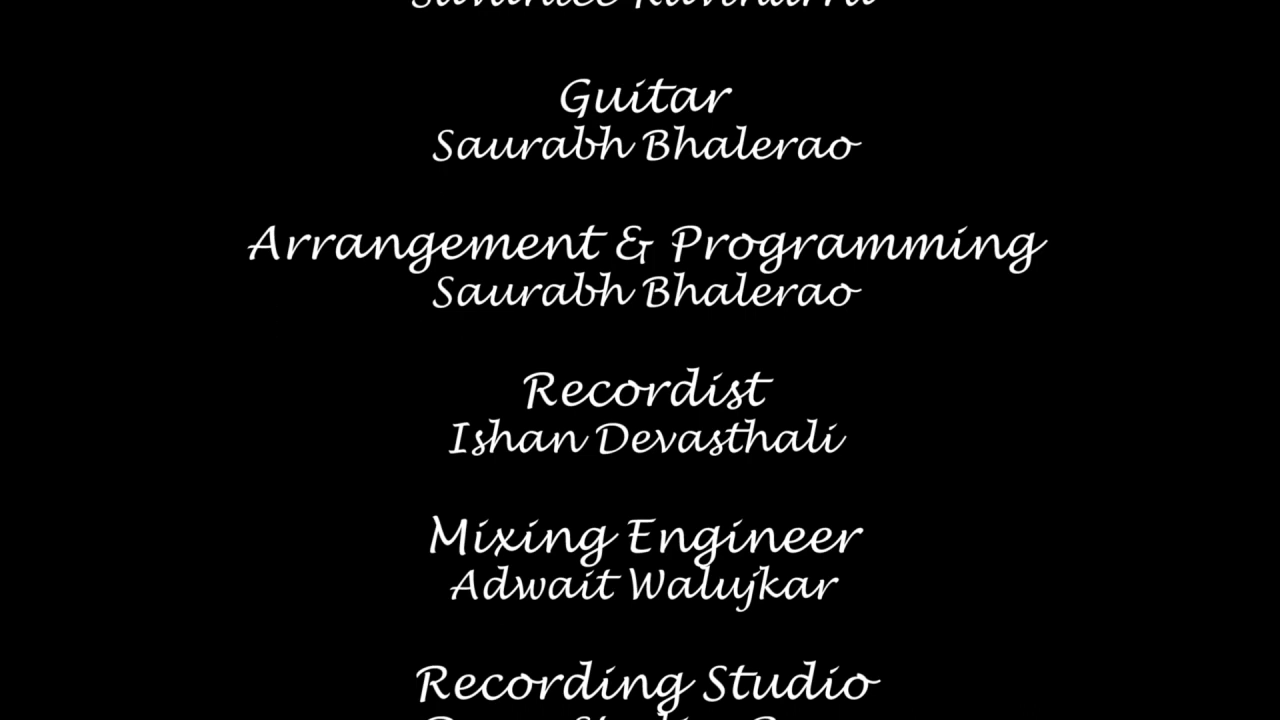 Guitar
Saurabh Bhalerao
Arrangement & Programming
Saurabh Bhalerao
Recordist
Ishan Devasthali
Mixing Engineer
Adwait Walujkar
Recording Studio